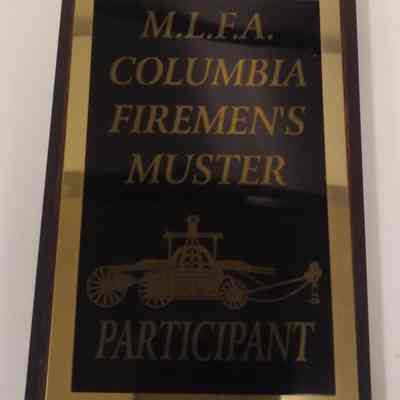 M.L.F.A.
COLUMBIA
FIREMEN'S
MUSTER
PARTICIPANT